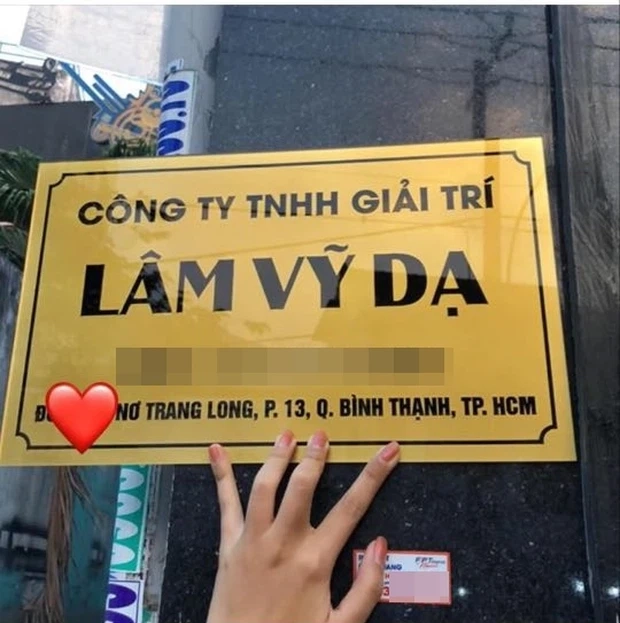 CÔNG TY TNHH GIẢI TRÍ
LÂM VỸ DẠ
NƠ TRANG LONG, P. 13, Q. BÌNH THẠNH, TP. HCM